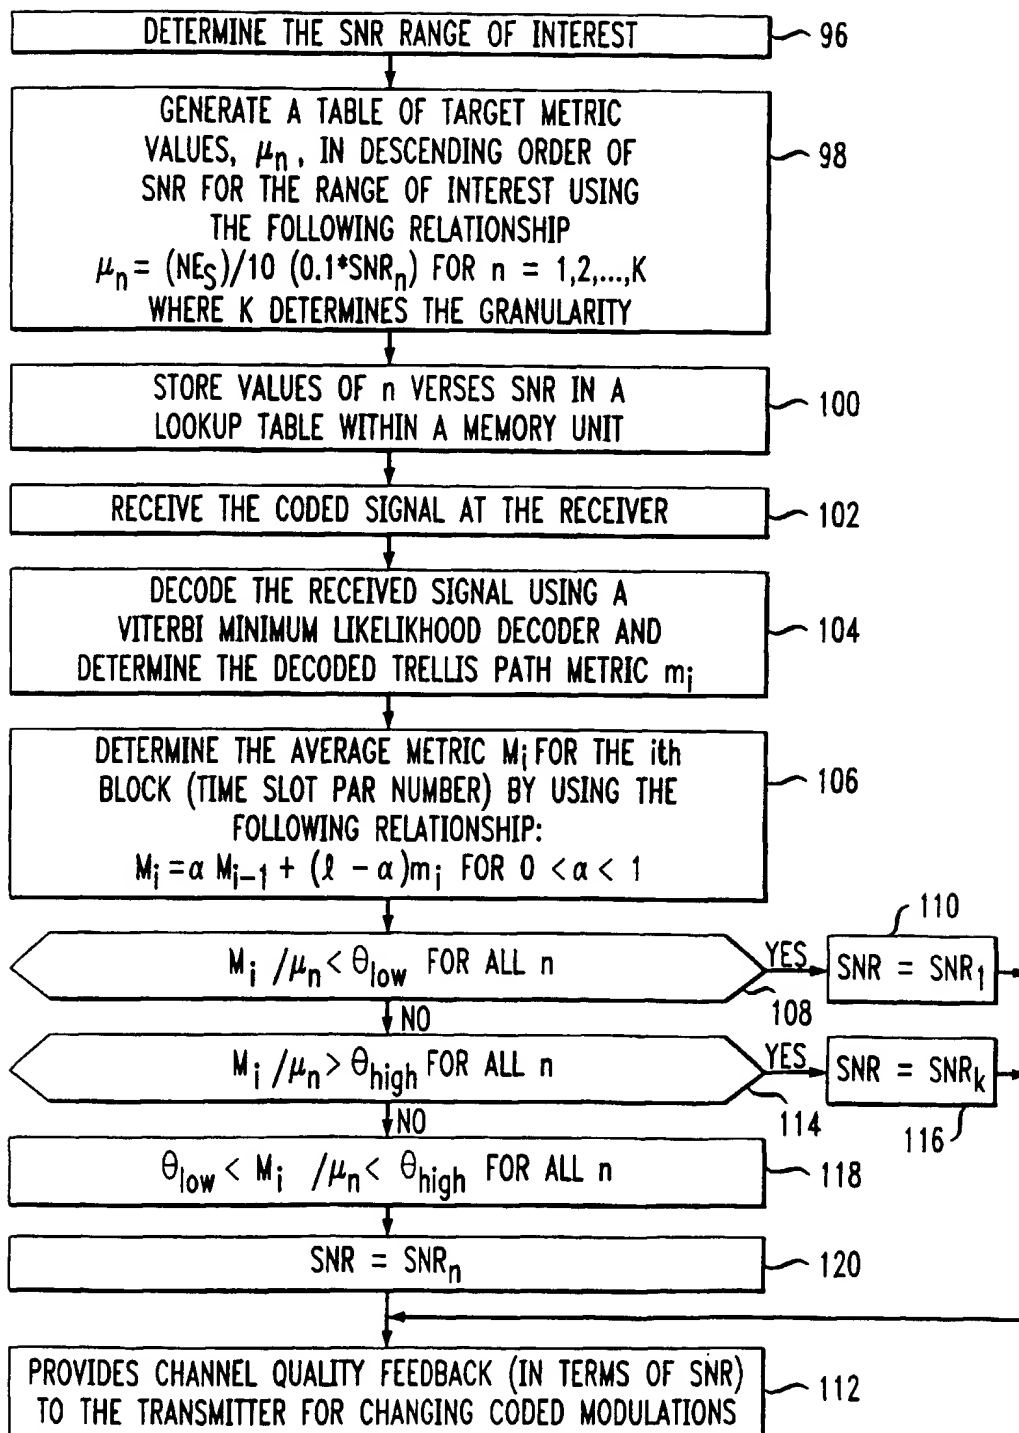 DETERMINE THE SNR RANGE OF INTEREST
96
GENERATE A TABLE OF TARGET METRIC
VALUES, μn, IN DESCENDING ORDER OF
SNR FOR THE RANGE OF INTEREST USING
THE FOLLOWING RELATIONSHIP
μn = (NES)/10 (0.1*SNRn) FOR n = 1,2,...,K
WHERE K DETERMINES THE GRANULARITY
98
STORE VALUES OF n VERSES SNR IN A
LOOKUP TABLE WITHIN A MEMORY UNIT
100
RECEIVE THE CODED SIGNAL AT THE RECEIVER
102
DECODE THE RECEIVED SIGNAL USING A
VITERBI MINIMUM LIKELIKHOOD DECODER AND
DETERMINE THE DECODED TRELLIS PATH METRIC mi
104
DETERMINE THE AVERAGE METRIC Mi FOR THE ith
BLOCK (TIME SLOT PAR NUMBER) BY USING THE
FOLLOWING RELATIONSHIP:
Mi = α Mi-1 + (ℓ - α)mi FOR 0 < α < 1
106
Mi /μn < θlow FOR ALL n
108
YES
SNR = SNR1
110
NO
Mi /μn > θhigh FOR ALL n
114
YES
SNR = SNRk
116
NO
θlow < Mi /μn < θhigh FOR ALL n
118
SNR = SNRn
120
PROVIDES CHANNEL QUALITY FEEDBACK (IN TERMS OF SNR)
TO THE TRANSMITTER FOR CHANGING CODED MODULATIONS
112